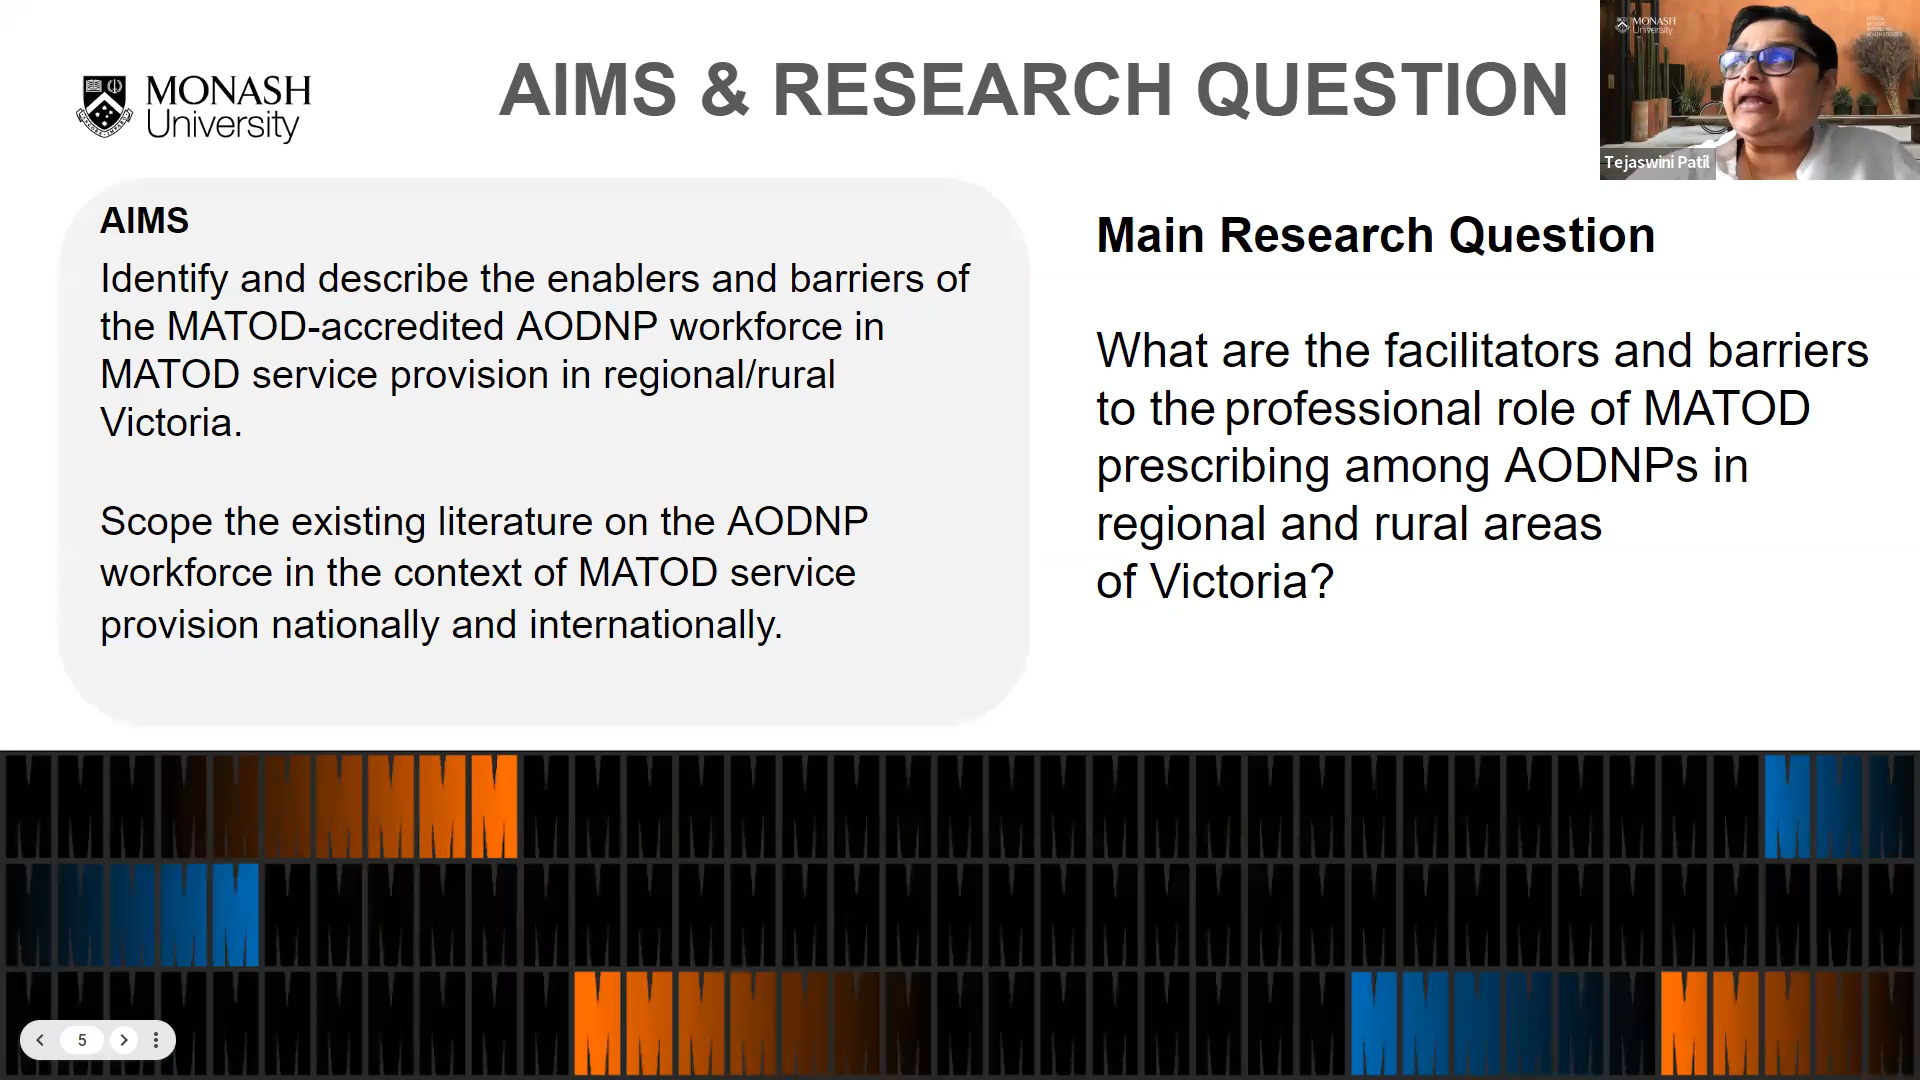 MONASH
University
AIMS & RESEARCH QUESTION
MONASH
University
Tejaswini Patil
AIMS
Identify and describe the enablers and barriers of
the MATOD-accredited AODNP workforce in
MATOD service provision in regional/rural
Victoria.
Scope the existing literature on the AODNP
workforce in the context of MATOD service
provision nationally and internationally.
Main Research Question
What are the facilitators and barriers
to the professional role of MATOD
prescribing among AODNPs in
regional and rural areas
of Victoria?
5